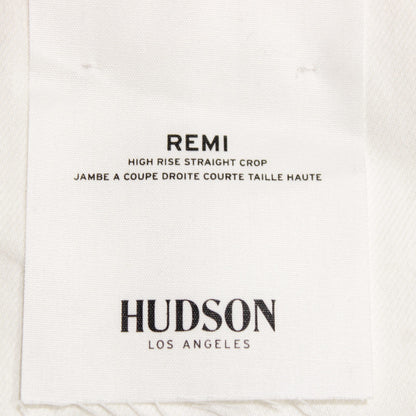 REMI
HIGH RISE STRAIGHT CROP
JAMBE A COUPE DROITE COURTE TAILLE HAUTE
HUDSON
LOS ANGELES